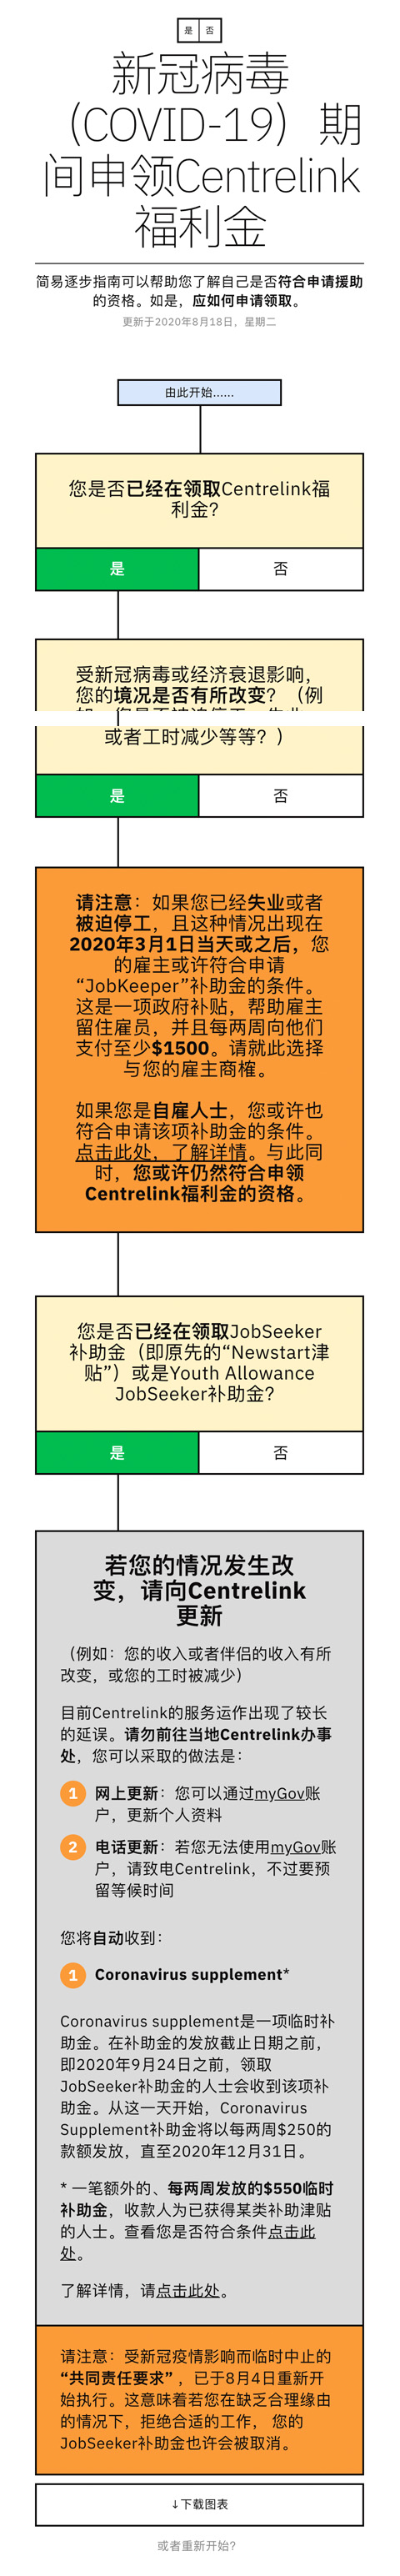 是 否
新冠病毒
（COVID-19）期
间申领Centrelink
福利金
简易逐步指南可以帮助您了解自己是否符合申请援助
的资格。如是，应如何申请领取。
更新于2020年8月18日，星期二
由此开始......
您是否已经在领取Centrelink福
利金？
是 否
受新冠病毒或经济衰退影响，
您的境况是否有所改变？（例
或者工时减少等等？）
是 否
请注意：如果您已经失业或者
被迫停工，且这种情况出现在
2020年3月1日当天或之后，您
的雇主或许符合申请
“JobKeeper”补助金的条件。
这是一项政府补贴，帮助雇主
留住雇员，并且每两周向他们
支付至少$1500。请就此选择
与您的雇主商榷。
如果您是自雇人士，您或许也
符合申请该项补助金的条件。
点击此处，了解详情。与此同
时，您或许仍然符合申领
Centrelink福利金的资格。
您是否已经在领取JobSeeker
补助金（即原先的“Newstart津
贴”）或是Youth Allowance
JobSeeker补助金？
是 否
若您的情况发生改
变，请向Centrelink
更新
（例如：您的收入或者伴侣的收入有所
改变，或您的工时被减少）
目前Centrelink的服务运作出现了较长
的延误。请勿前往当地Centrelink办事
处，您可以采取的做法是：
1 网上更新：您可以通过myGov账
户，更新个人资料
2 电话更新：若您无法使用myGov账
户，请致电Centrelink，不过要预
留等候时间
您将自动收到：
1 Coronavirus supplement*
Coronavirus supplement是一项临时补
助金。在补助金的发放截止日期之前，
即2020年9月24日之前，领取
JobSeeker补助金的人士会收到该项补
助金。从这一天开始，Coronavirus
Supplement补助金将以每两周$250的
款额发放，直至2020年12月31日。
* 一笔额外的、每两周发放的$550临时
补助金，收款人为已获得某类补助津贴
的人士。查看您是否符合条件点击此
处。
了解详情，请点击此处。
请注意：受新冠疫情影响而临时中止的
“共同责任要求”，已于8月4日重新开
始执行。这意味着若您在缺乏合理缘由
的情况下，拒绝合适的工作， 您的
JobSeeker补助金也许会被取消。
↓下载图表
或者重新开始？